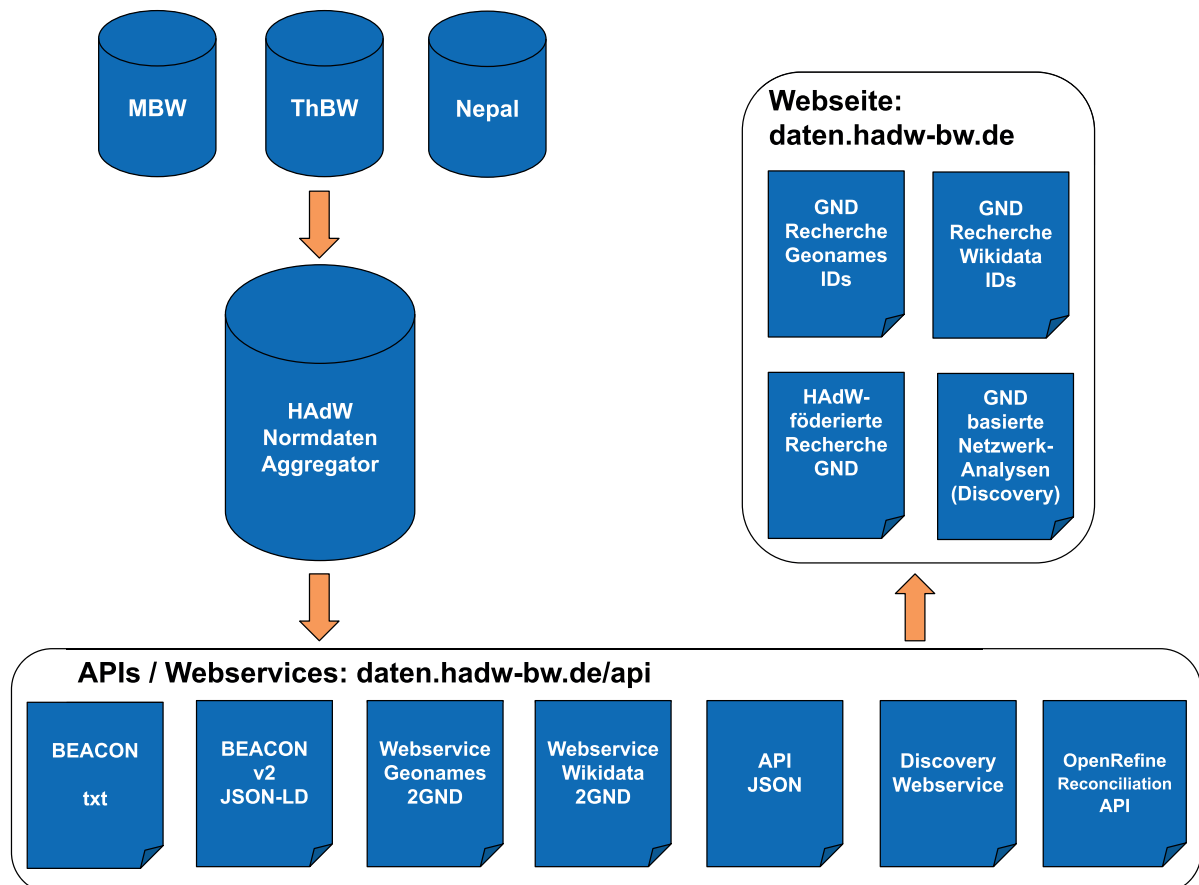 MBW
ThBW
Nepal
HAdW
Normdaten
Aggregator
Webseite:
daten.hadw-bw.de
GND
Recherche
Geonames
IDs
GND
Recherche
Wikidata
IDs
HAdW-
föderierte
Recherche
GND
GND
basierte
Netzwerk-
Analysen
(Discovery)
APIs / Webservices: daten.hadw-bw.de/api
BEACON
txt
BEACON
v2
JSON-LD
Webservice
Geonames
2GND
Webservice
Wikidata
2GND
API
JSON
Discovery
Webservice
OpenRefine
Reconciliation
API